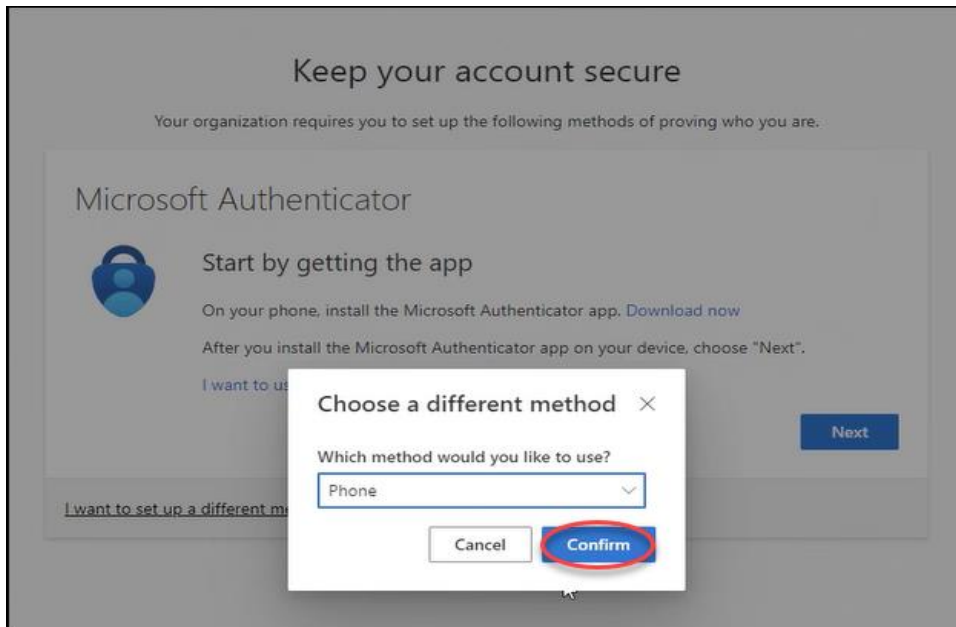 Keep your account secure
Your organization requires you to set up the following methods of proving who you are.
Microsoft Authenticator
Start by getting the app
On your phone, install the Microsoft Authenticator app. Download now
After you install the Microsoft Authenticator app on your device, choose "Next".
I want to
Choose a different method
Next
Which method would you like to use?
Phone
I want to set up a different
Cancel
Confirm